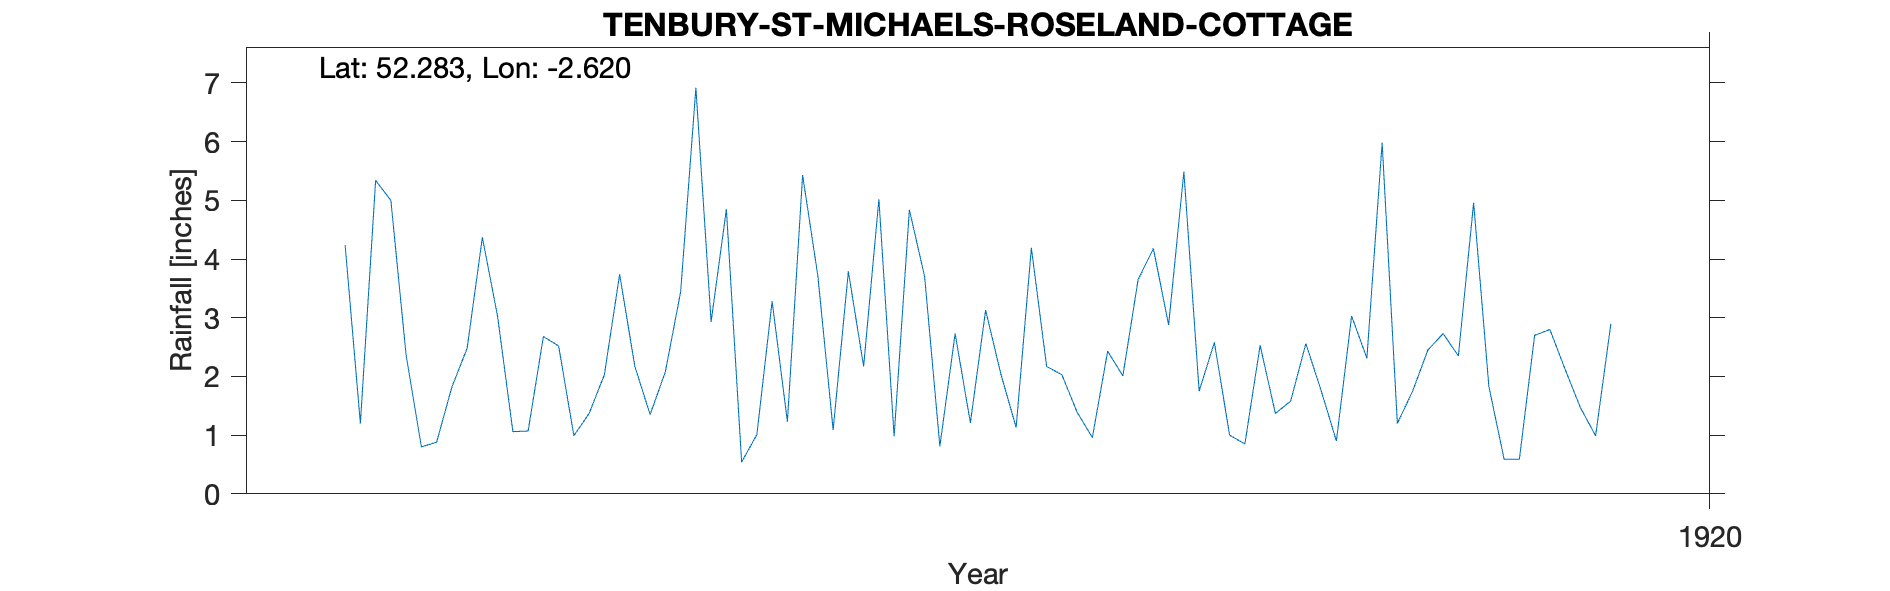 TENBURY-ST-MICHAELS-ROSELAND-COTTAGE
Lat: 52.283, Lon: -2.620
7
6
5
4
3
2
1
0
Rainfall [inches]
1920
Year